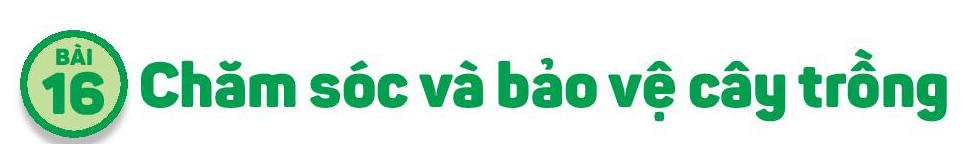 BÀI
16
Chăm sóc và bảo vệ cây trồng